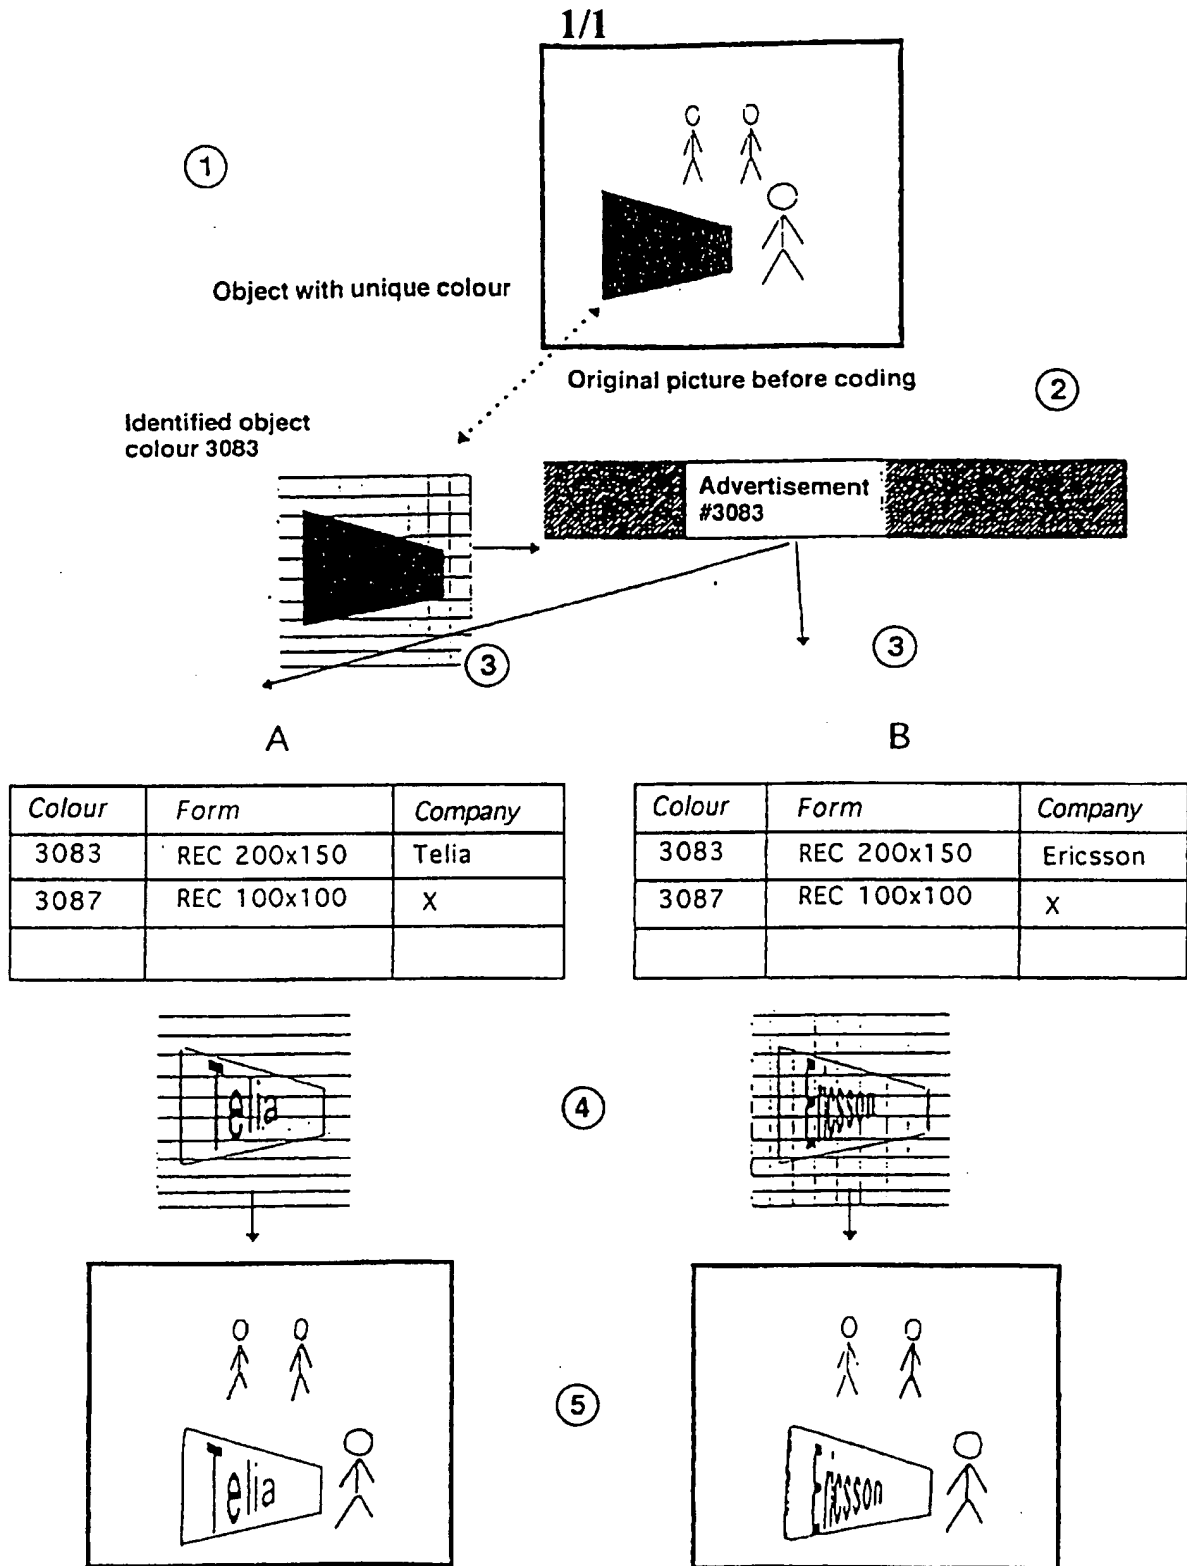 1/1
1
Object with unique colour
Original picture before coding
2
Identified object
colour 3083
Advertisement
#3083
3
3
A
B
Colour Form Company
3083 REC 200x150 Telia
3087 REC 100x100 X
Colour Form Company
3083 REC 200x150 Ericsson
3087 REC 100x100 X
Telia
4
Ericsson
5
Telia
Ericsson